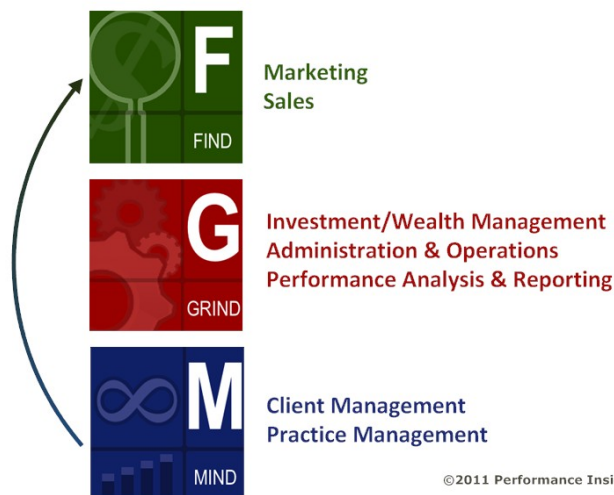 F
FIND
Marketing
Sales
G
GRIND
Investment/Wealth Management
Administration & Operations
Performance Analysis & Reporting
M
MIND
Client Management
Practice Management
©2011 Performance Insi